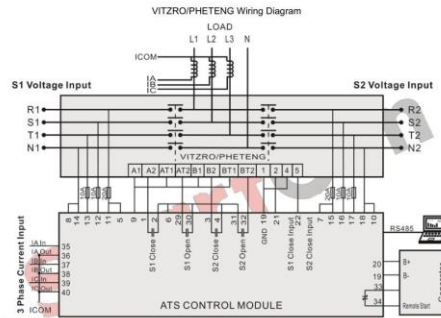 VITZRO/PHETENG Wiring Diagram
LOAD
L1 L2 L3 N
ICOM
IA
IB
IC
S1 Voltage Input
S2 Voltage Input
R1 R2
S1 S2
T1 T2
N1 N2
VITZRO/PHETENG
A1 A2 AT1 AT2 B1 B2 BT1 BT2 1 2 4 5
8 14 13 12 11 5 9 1 2 6 29 30 3 4 31 32 19 21 22 7 15 16 17 18 10
S1 Close
S1 Open
S2 Close
S2 Open
GND
S1 Close Input
S2 Close Input
RS485
3 Phase Current Input
IA In 35
IA Out 36
IB In 37
IB Out 38
IC In 39
IC Out 40
ICOM
20 B+
19 B-
33
34 Remote Start
ATS CONTROL MODULE